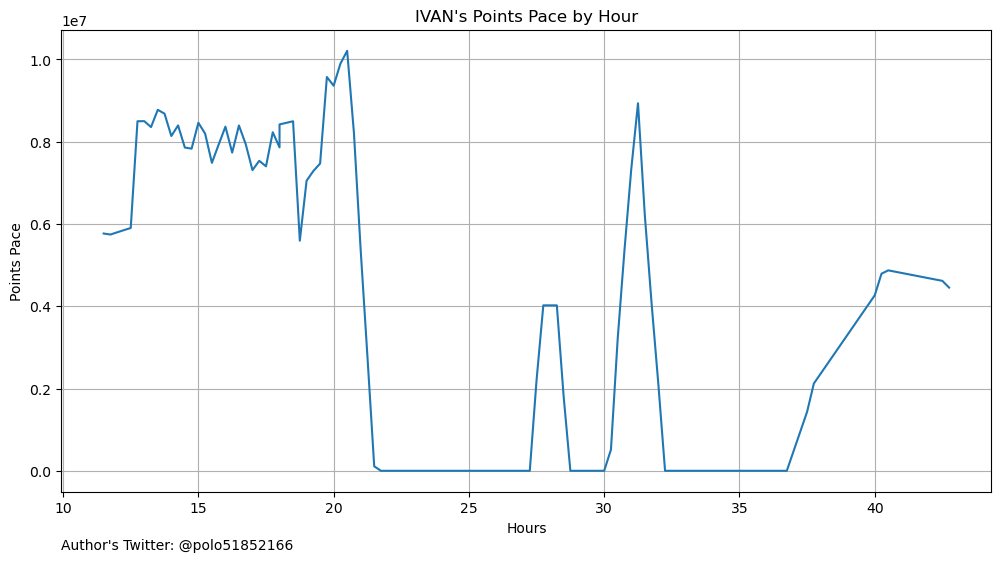 IVAN's Points Pace by Hour
1e7
1.0
0.8
0.6
0.4
0.2
0.0
Points Pace
10 15 20 25 30 35 40
Hours
Author's Twitter: @polo51852166